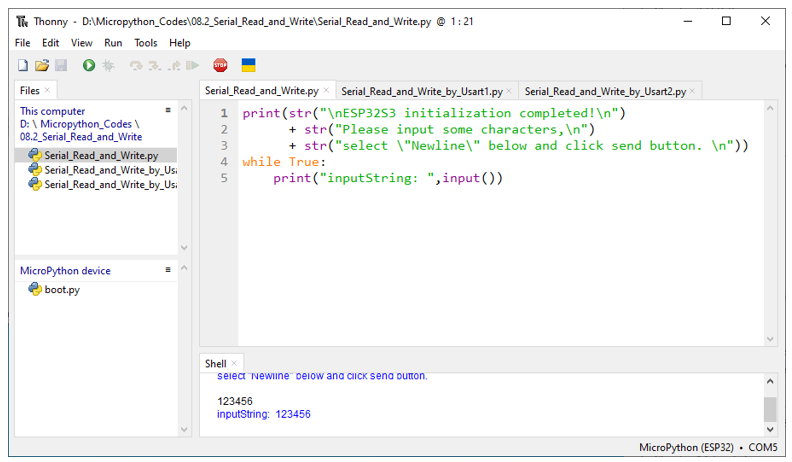 Thonny - D:\Micropython_Codes\08.2_Serial_Read_and_Write\Serial_Read_and_Write.py @ 1 : 21
File Edit View Run Tools Help
STOP
Files ×
This computer
D: \ Micropython_Codes \
08.2_Serial_Read_and_Write
Serial_Read_and_Write.py
Serial_Read_and_Write_by_Usa
Serial_Read_and_Write_by_Usa
MicroPython device
boot.py
Serial_Read_and_Write.py × Serial_Read_and_Write_by_Usart1.py × Serial_Read_and_Write_by_Usart2.py ×
1 print(str("\nESP32S3 initialization completed!\n")
2       + str("Please input some characters,\n")
3       + str("select \"Newline\" below and click send button. \n"))
4 while True:
5     print("inputString: ",input())
Shell ×
select "Newline" below and click send button.
123456
inputString:  123456
MicroPython (ESP32) • COM5